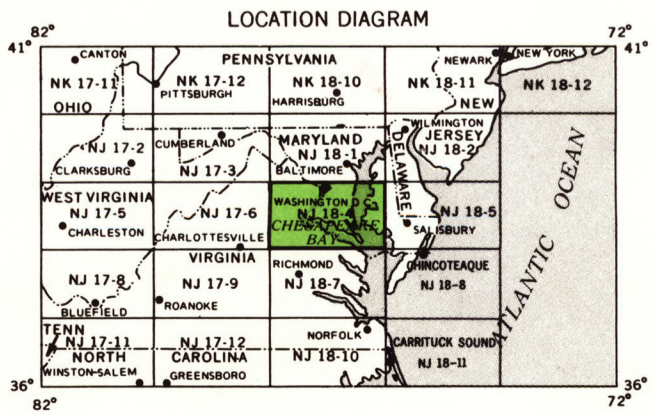 LOCATION DIAGRAM
82°
72°
41°
41°
CANTON
PENNSYLVANIA
NEWARK
NEW YORK
NK 17-11
NK 17-12
NK 18-10
NK 18-11
NK 18-12
PITTSBURGH
HARRISBURG
NEW
OHIO
WILMINGTON
JERSEY
NJ 17-2
CUMBERLAND
MARYLAND
NJ 18-1
NJ 18-2
CLARKSBURG
NJ 17-3
BALTIMORE
DELAWARE
WEST VIRGINIA
WASHINGTON D C
NJ 17-5
NJ 17-6
NJ 18-4
NJ 18-5
CHARLESTON
CHARLOTTESVILLE
CHESAPEAKE
BAY
SALISBURY
ATLANTIC OCEAN
VIRGINIA
RICHMOND
CHINCOTEAQUE
NJ 17-8
NJ 17-9
NJ 18-7
NJ 18-8
BLUEFIELD
ROANOKE
TENN
NJ 17-11
NJ 17-12
NORFOLK
CARRITUCK SOUND
NORTH
CAROLINA
NJ 18-10
NJ 18-11
WINSTON-SALEM
GREENSBORO
36°
36°
82°
72°